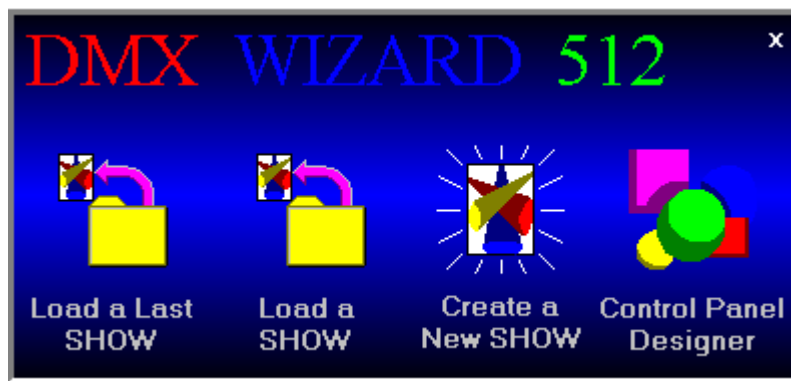 DMX WIZARD 512
x
Load a Last
SHOW
Load a
SHOW
Create a
New SHOW
Control Panel
Designer